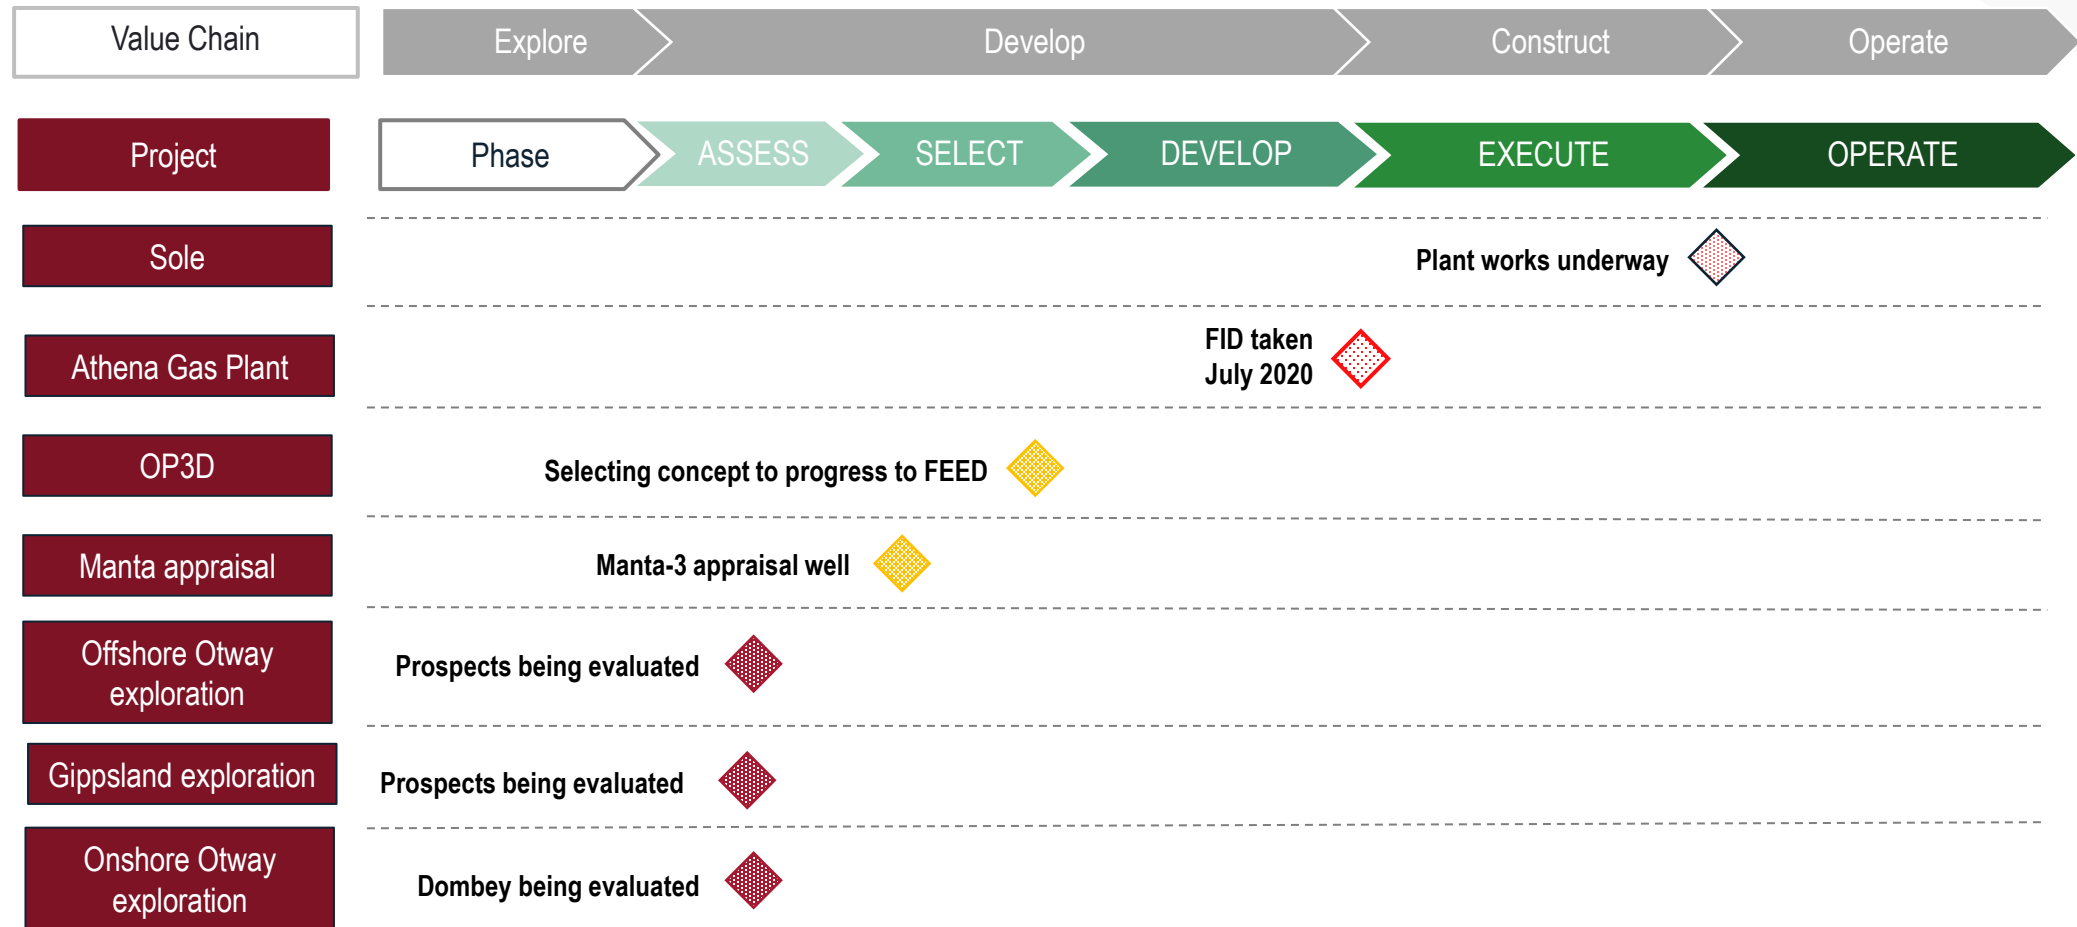 Value Chain
Explore
Develop
Construct
Operate
Project
Phase
ASSESS
SELECT
DEVELOP
EXECUTE
OPERATE
Sole
Plant works underway
Athena Gas Plant
FID taken
July 2020
OP3D
Selecting concept to progress to FEED
Manta appraisal
Manta-3 appraisal well
Offshore Otway
exploration
Prospects being evaluated
Gippsland exploration
Prospects being evaluated
Onshore Otway
exploration
Dombey being evaluated